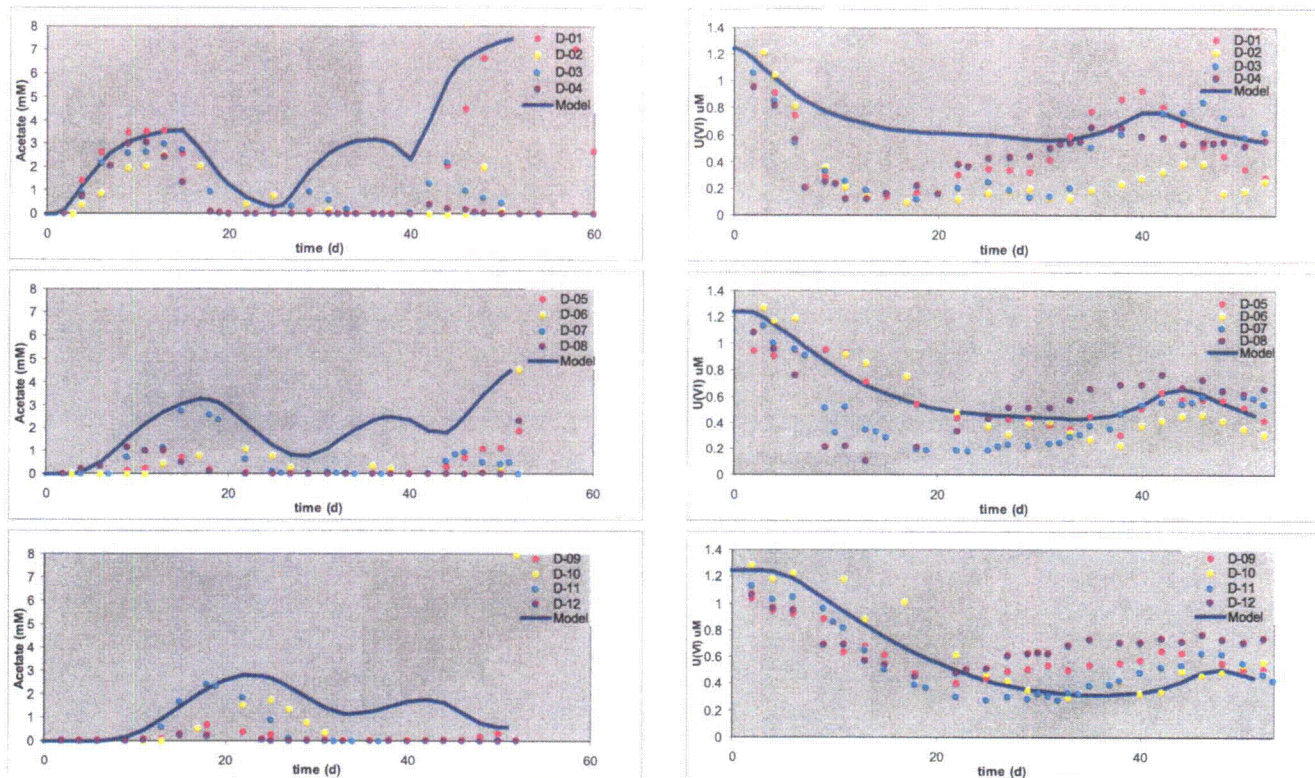 Acetate (mM)
8
7
6
5
4
3
2
1
0
0
20
40
60
time (d)
D-01
D-02
D-03
D-04
Model
U(VI) uM
1.4
1.2
1
0.8
0.6
0.4
0.2
0
0
20
40
time (d)
D-01
D-02
D-03
D-04
Model
Acetate (mM)
8
7
6
5
4
3
2
1
0
0
20
40
60
time (d)
D-05
D-06
D-07
D-08
Model
U(VI) uM
1.4
1.2
1
0.8
0.6
0.4
0.2
0
0
20
40
time (d)
D-05
D-06
D-07
D-08
Model
Acetate (mM)
8
7
6
5
4
3
2
1
0
0
20
40
60
time (d)
D-09
D-10
D-11
D-12
Model
U(VI) uM
1.4
1.2
1
0.8
0.6
0.4
0.2
0
0
20
40
time (d)
D-09
D-10
D-11
D-12
Model